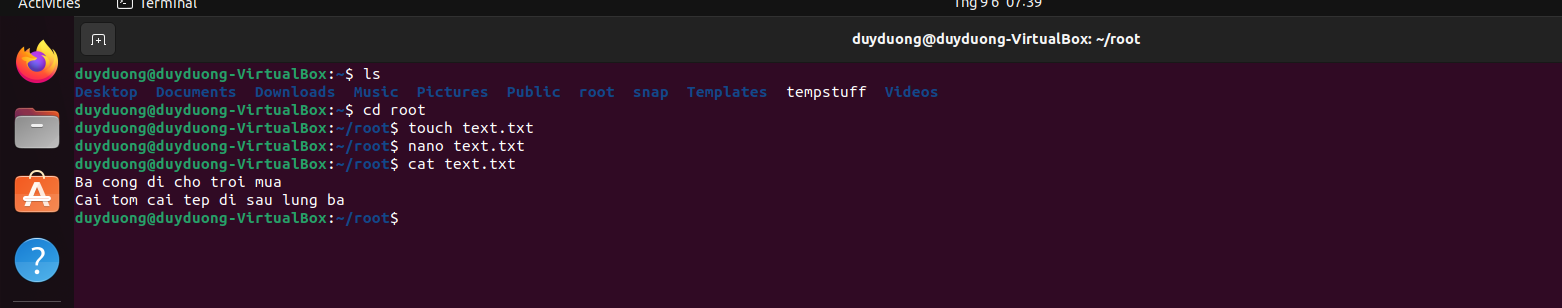 Activities Terminal Thg 9 6 07:39
duyduong@duyduong-VirtualBox: ~/root
duyduong@duyduong-VirtualBox:~$ ls
Desktop Documents Downloads Music Pictures Public root snap Templates tempstuff Videos
duyduong@duyduong-VirtualBox:~$ cd root
duyduong@duyduong-VirtualBox:~/root$ touch text.txt
duyduong@duyduong-VirtualBox:~/root$ nano text.txt
duyduong@duyduong-VirtualBox:~/root$ cat text.txt
Ba cong di cho troi mua
Cai tom cai tep di sau lung ba
duyduong@duyduong-VirtualBox:~/root$